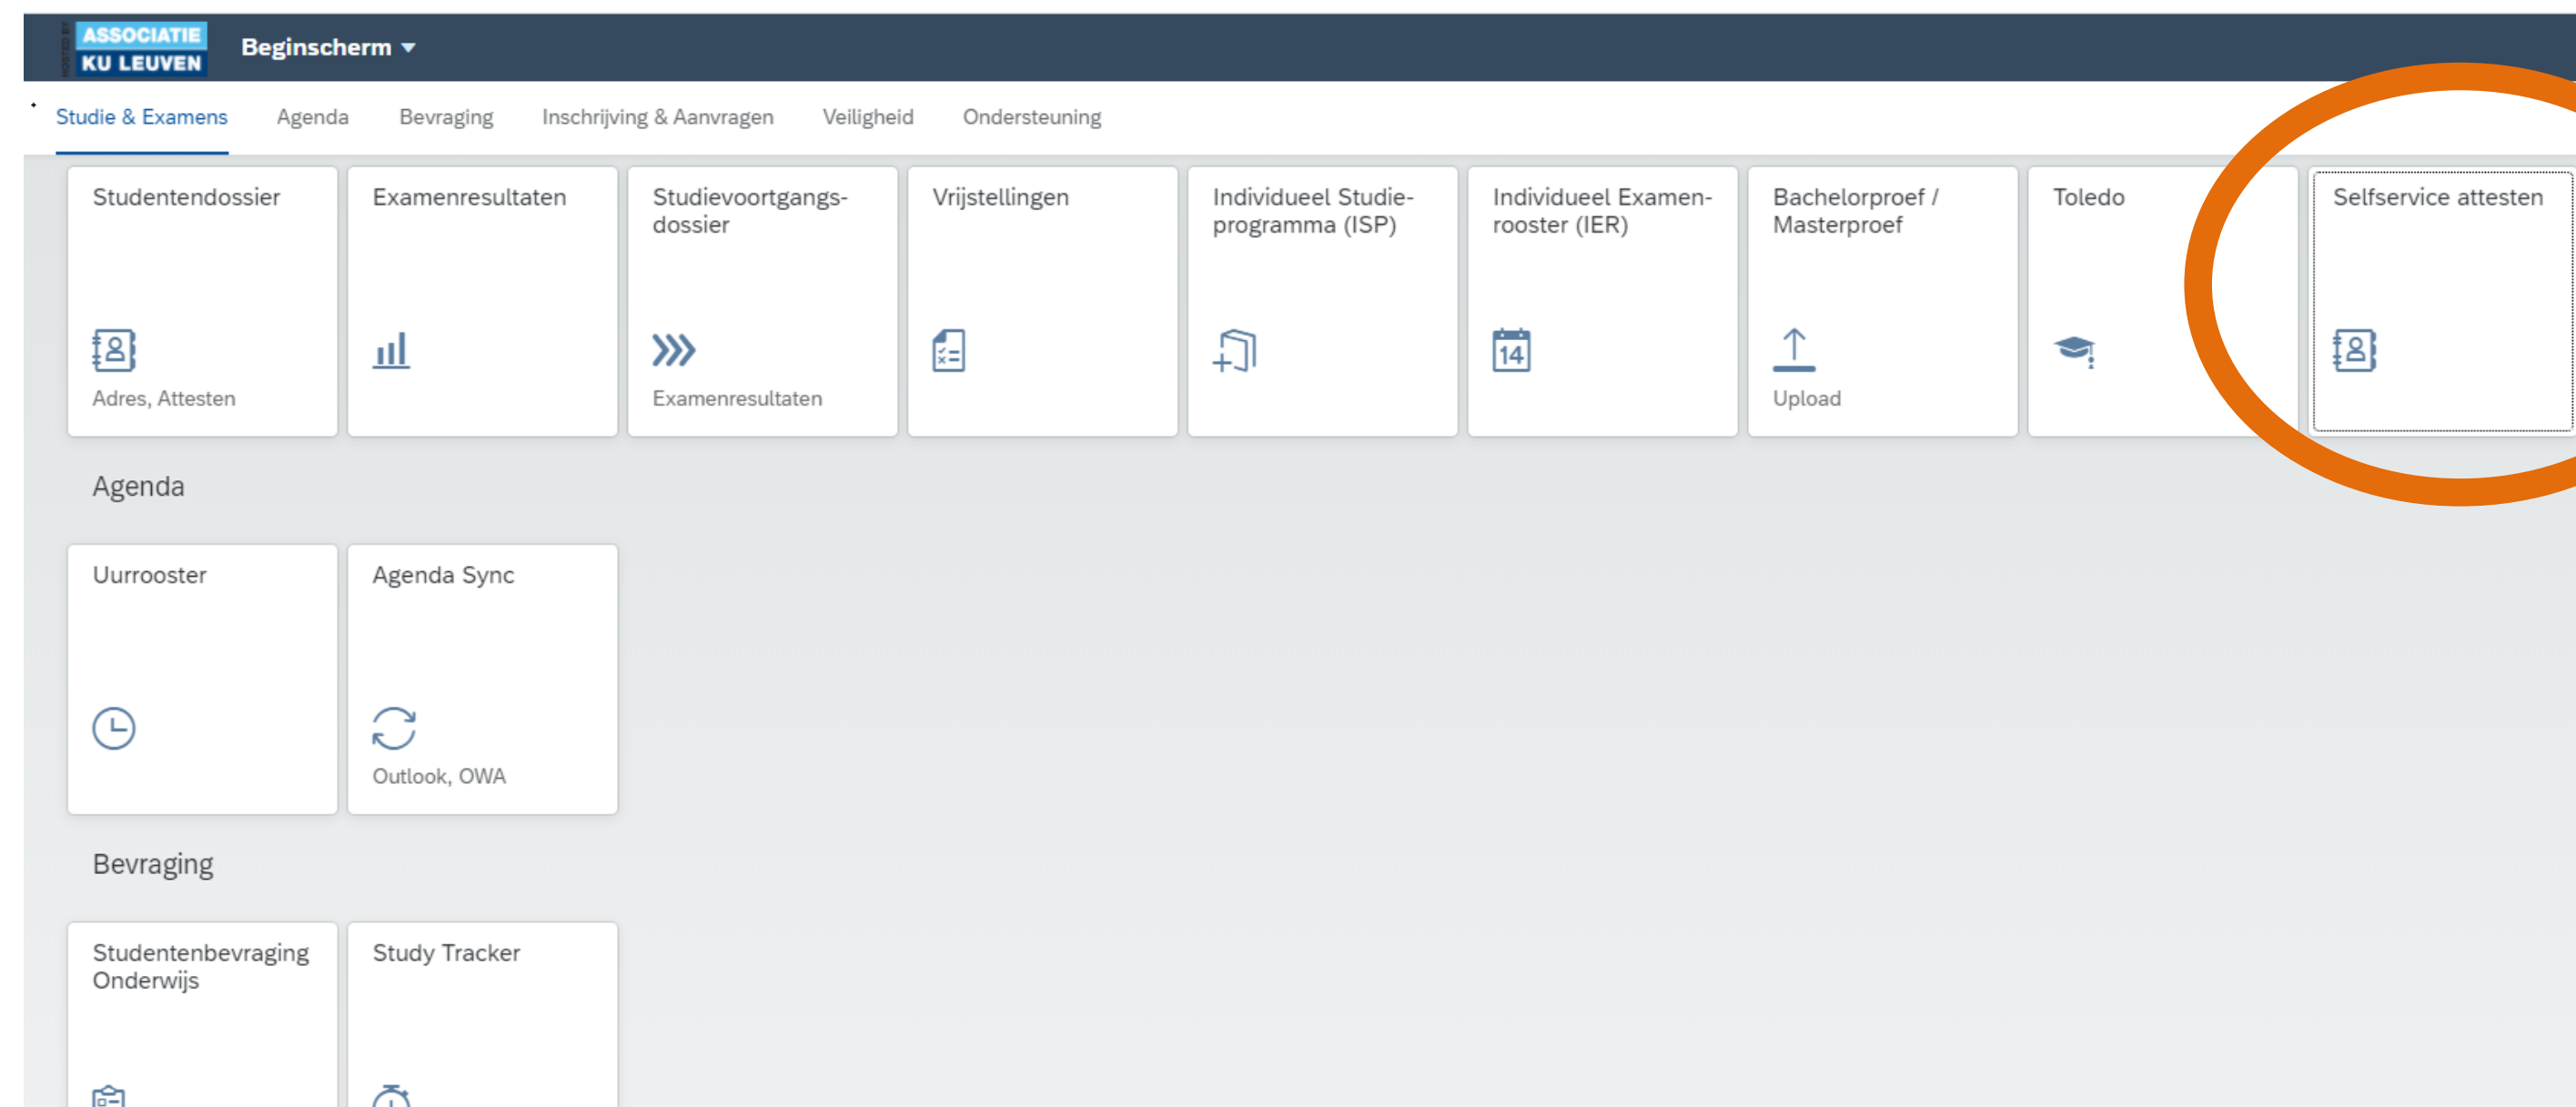 HOSTED BY
ASSOCIATIE
KU LEUVEN
Beginscherm
Studie & Examens Agenda Bevraging Inschrijving & Aanvragen Veiligheid Ondersteuning
Studentendossier
Adres, Attesten
Examenresultaten
Studievoortgangs-
dossier
Examenresultaten
Vrijstellingen
Individueel Studie-
programma (ISP)
Individueel Examen-
rooster (IER)
14
Bachelorproef /
Masterproef
Upload
Toledo
Selfservice attesten
Agenda
Uurrooster
Agenda Sync
Outlook, OWA
Bevraging
Studentenbevraging
Onderwijs
Study Tracker